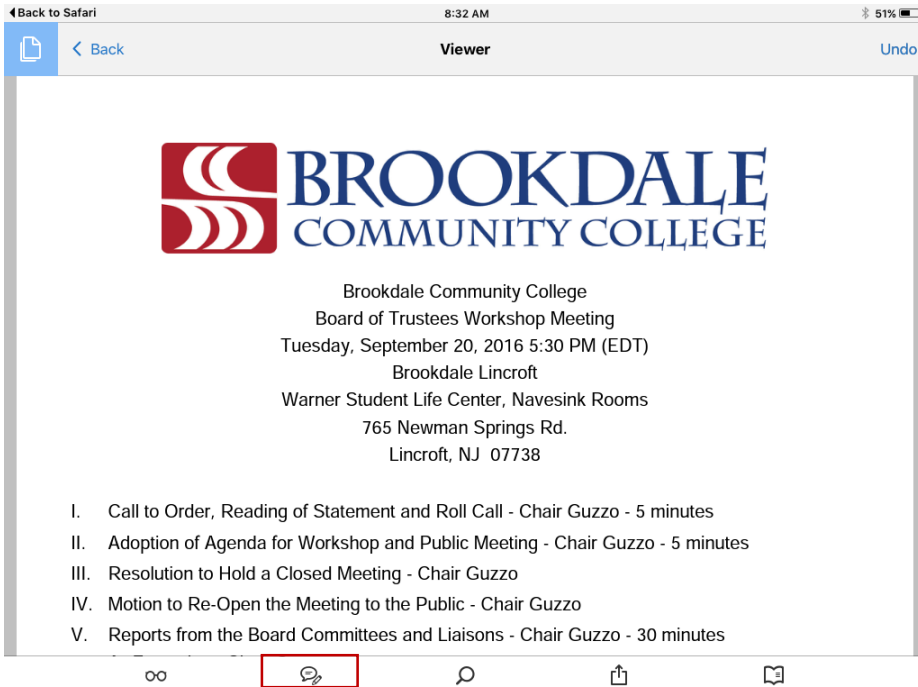 Back to Safari 8:32 AM 51%
Back Viewer Undo
BROOKDALE
COMMUNITY COLLEGE
Brookdale Community College
Board of Trustees Workshop Meeting
Tuesday, September 20, 2016 5:30 PM (EDT)
Brookdale Lincroft
Warner Student Life Center, Navesink Rooms
765 Newman Springs Rd.
Lincroft, NJ 07738
I. Call to Order, Reading of Statement and Roll Call - Chair Guzzo - 5 minutes
II. Adoption of Agenda for Workshop and Public Meeting - Chair Guzzo - 5 minutes
III. Resolution to Hold a Closed Meeting - Chair Guzzo
IV. Motion to Re-Open the Meeting to the Public - Chair Guzzo
V. Reports from the Board Committees and Liaisons - Chair Guzzo - 30 minutes